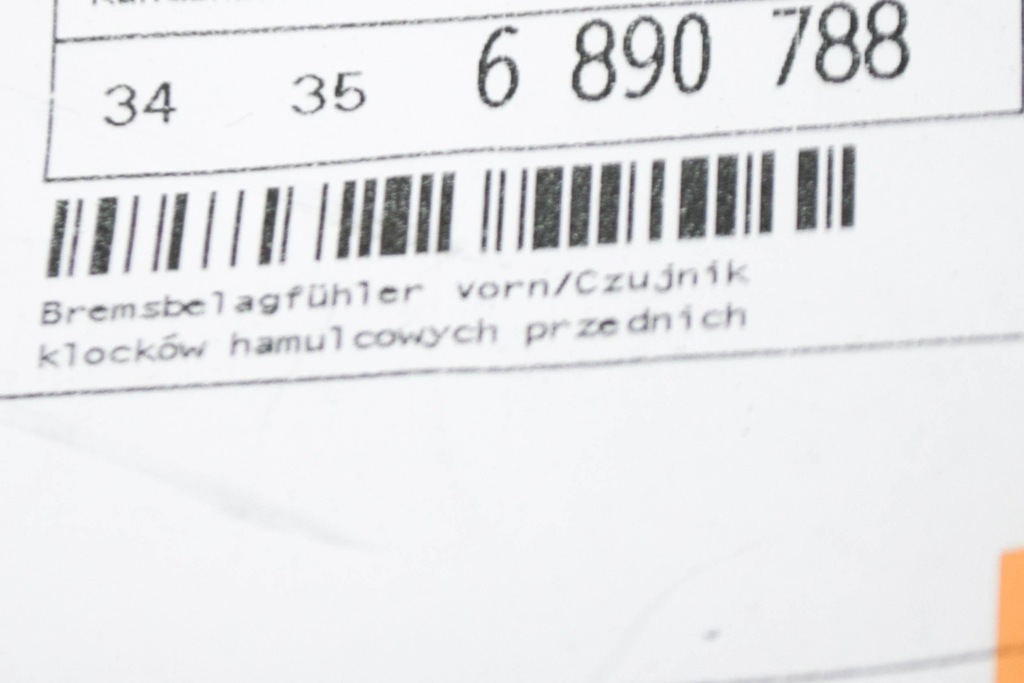 34 35 6 890 788
Bremsbelagfühler vorn/Czujnik
klocków hamulcowych przednich